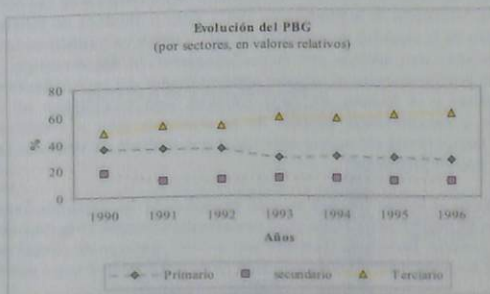 Evolución del PBG
(por sectores, en valores relativos)
80
60
40
20
0
%
1990 1991 1992 1993 1994 1995 1996
Años
Primario secundario Terciario